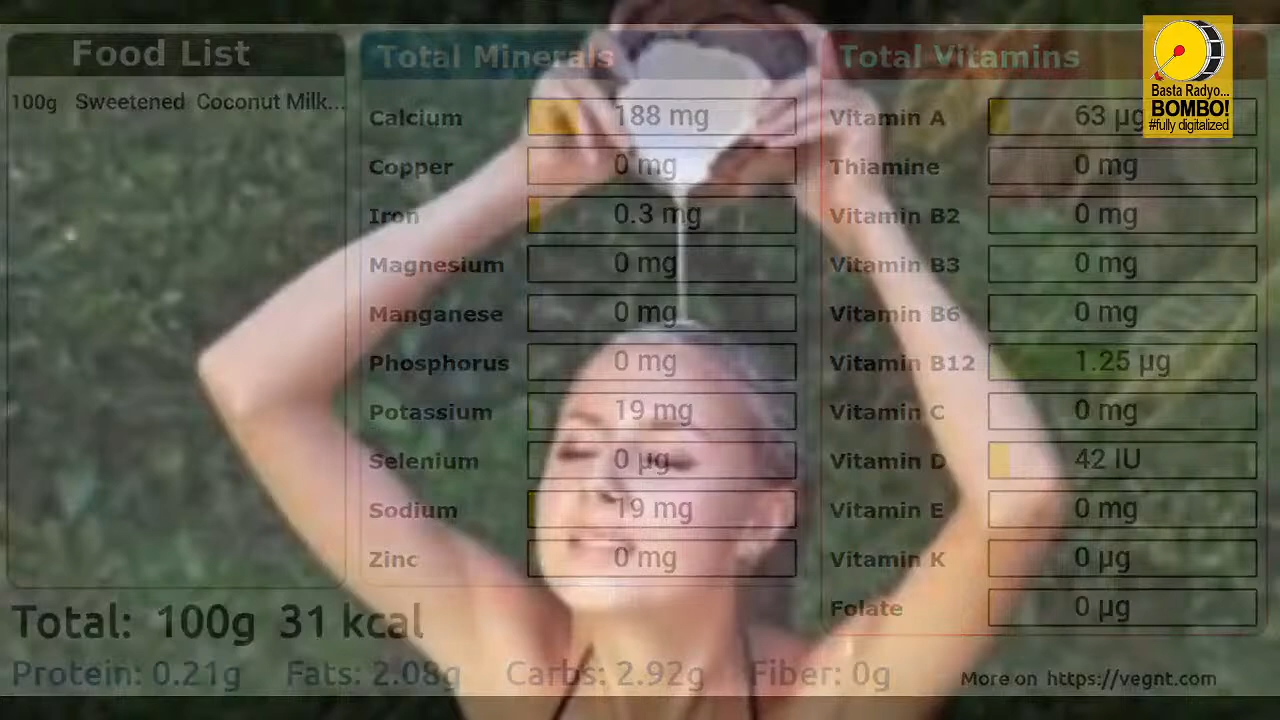 Food List
100g Sweetened Coconut Milk...
Total Minerals
Calcium 188 mg
Copper 0 mg
Iron 0.3 mg
Magnesium 0 mg
Manganese 0 mg
Phosphorus 0 mg
Potassium 19 mg
Selenium 0 µg
Sodium 19 mg
Zinc 0 mg
Total Vitamins
Vitamin A 63 µg
Thiamine 0 mg
Vitamin B2 0 mg
Vitamin B3 0 mg
Vitamin B6 0 mg
Vitamin B12 1.25 µg
Vitamin C 0 mg
Vitamin D 42 IU
Vitamin E 0 mg
Vitamin K 0 µg
Folate 0 µg
Basta Radyo...
BOMBO!
#fully digitalized
Total: 100g 31 kcal
Protein: 0.21g Fats: 2.08g Carbs: 2.92g Fiber: 0g
More on https://vegnt.com